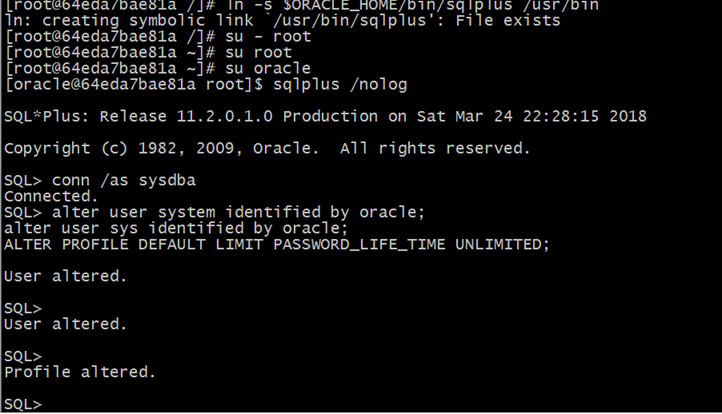 [root@64eda7bae81a /]# ln -s $ORACLE_HOME/bin/sqlplus /usr/bin
ln: creating symbolic link `/usr/bin/sqlplus': File exists
[root@64eda7bae81a /]# su - root
[root@64eda7bae81a ~]# su root
[root@64eda7bae81a ~]# su oracle
[oracle@64eda7bae81a root]$ sqlplus /nolog
SQL*Plus: Release 11.2.0.1.0 Production on Sat Mar 24 22:28:15 2018
Copyright (c) 1982, 2009, Oracle.  All rights reserved.
SQL> conn /as sysdba
Connected.
SQL> alter user system identified by oracle;
alter user sys identified by oracle;
ALTER PROFILE DEFAULT LIMIT PASSWORD_LIFE_TIME UNLIMITED;
User altered.
SQL>
User altered.
SQL>
Profile altered.
SQL>